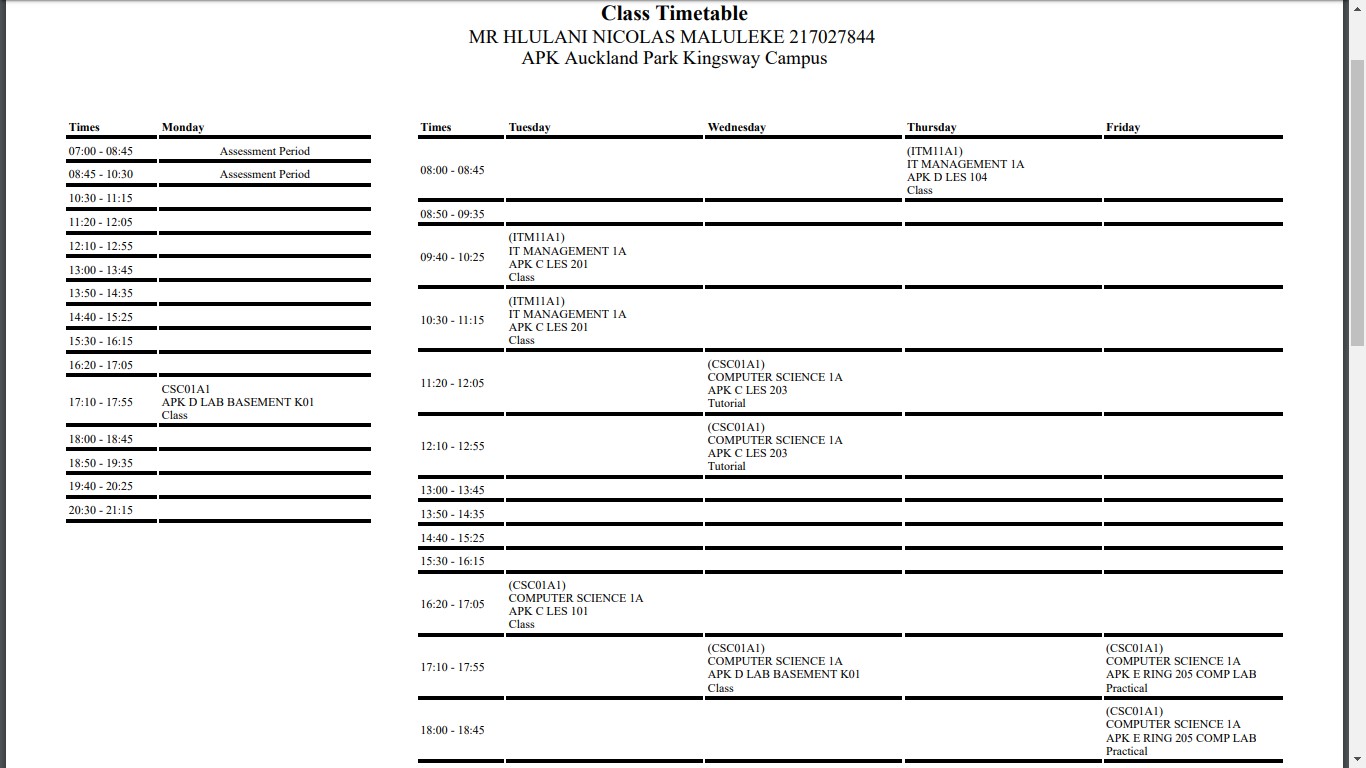 Class Timetable
MR HLULANI NICOLAS MALULEKE 217027844
APK Auckland Park Kingsway Campus
Times Monday
07:00 - 08:45 Assessment Period
08:45 - 10:30 Assessment Period
10:30 - 11:15
11:20 - 12:05
12:10 - 12:55
13:00 - 13:45
13:50 - 14:35
14:40 - 15:25
15:30 - 16:15
16:20 - 17:05
17:10 - 17:55
CSC01A1
APK D LAB BASEMENT K01
Class
18:00 - 18:45
18:50 - 19:35
19:40 - 20:25
20:30 - 21:15
Times Tuesday Wednesday Thursday Friday
08:00 - 08:45
(ITM11A1)
IT MANAGEMENT 1A
APK D LES 104
Class
08:50 - 09:35
09:40 - 10:25
(ITM11A1)
IT MANAGEMENT 1A
APK C LES 201
Class
10:30 - 11:15
(ITM11A1)
IT MANAGEMENT 1A
APK C LES 201
Class
11:20 - 12:05
(CSC01A1)
COMPUTER SCIENCE 1A
APK C LES 203
Tutorial
12:10 - 12:55
(CSC01A1)
COMPUTER SCIENCE 1A
APK C LES 203
Tutorial
13:00 - 13:45
13:50 - 14:35
14:40 - 15:25
15:30 - 16:15
16:20 - 17:05
(CSC01A1)
COMPUTER SCIENCE 1A
APK C LES 101
Class
17:10 - 17:55
(CSC01A1)
COMPUTER SCIENCE 1A
APK D LAB BASEMENT K01
Class
(CSC01A1)
COMPUTER SCIENCE 1A
APK E RING 205 COMP LAB
Practical
18:00 - 18:45
(CSC01A1)
COMPUTER SCIENCE 1A
APK E RING 205 COMP LAB
Practical